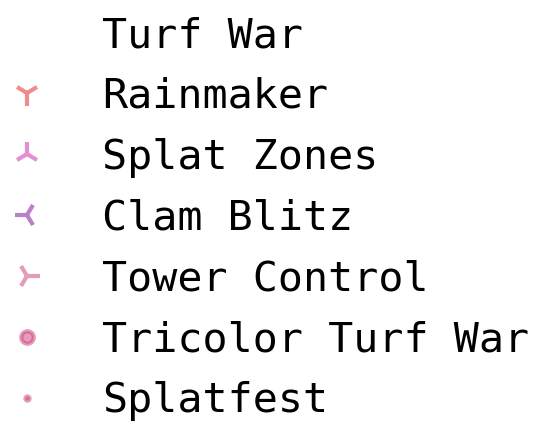 Turf War
Rainmaker
Splat Zones
Clam Blitz
Tower Control
Tricolor Turf War
Splatfest